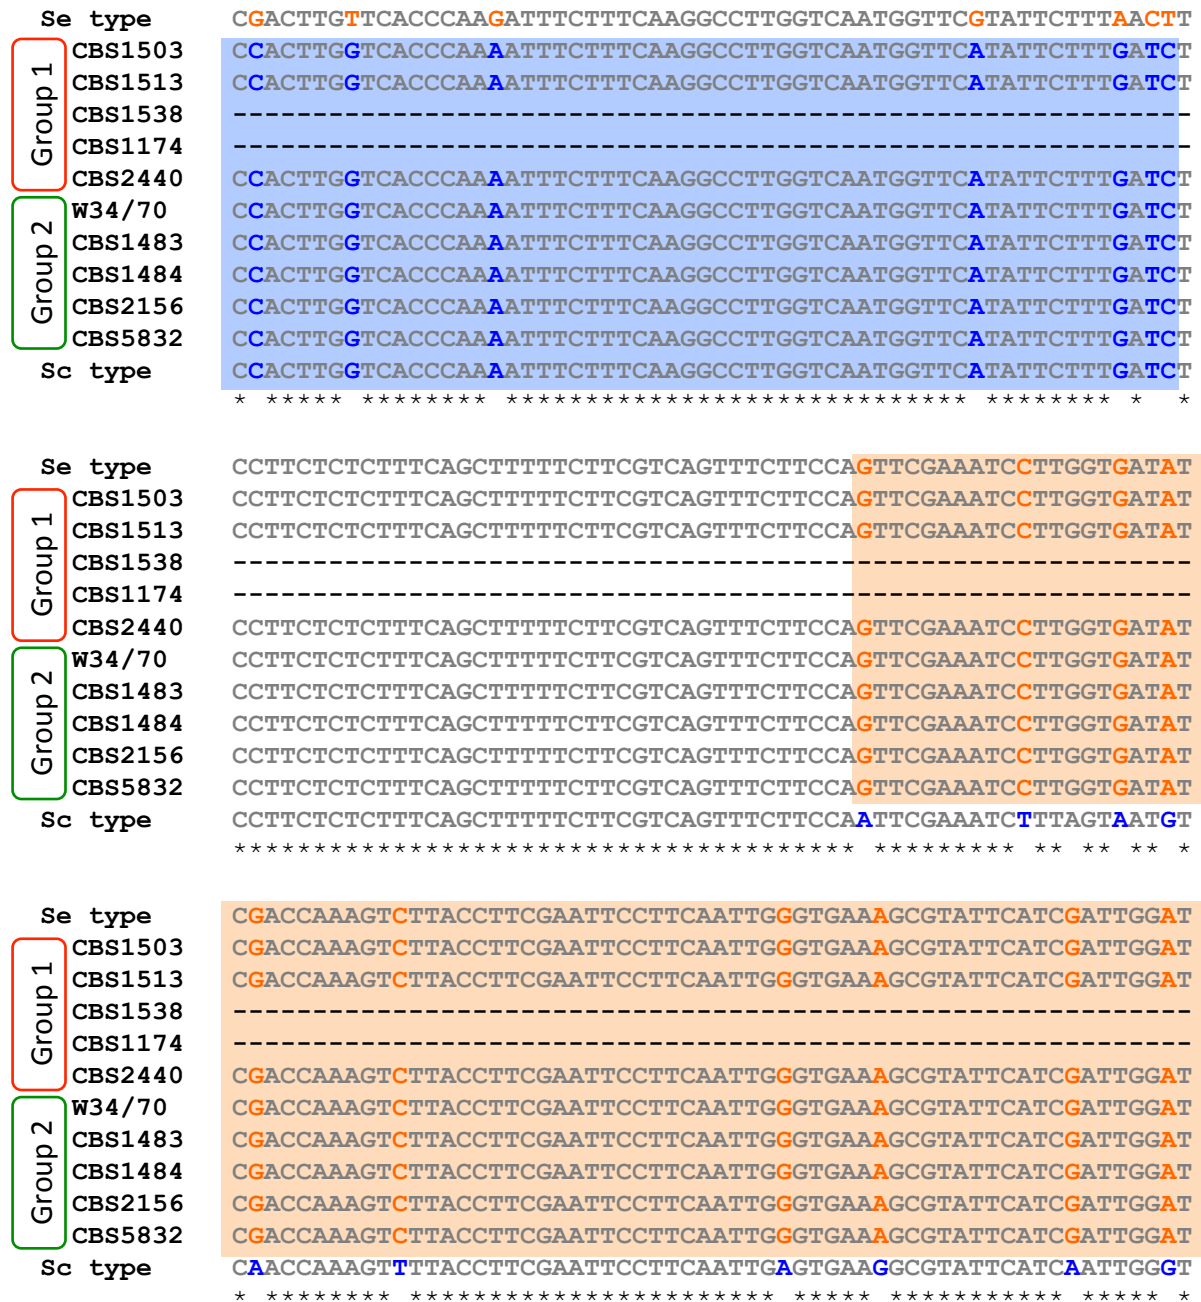 Se type CGACTTGTTCACCCAAGATTTCTTTCAAGGCCTTGGTCAATGGTTCGTATTCTTTAACTT
Group 1
CBS1503 CCACTTGGTCACCCAAAATTTCTTTCAAGGCCTTGGTCAATGGTTCATATTCTTTGATCT
CBS1513 CCACTTGGTCACCCAAAATTTCTTTCAAGGCCTTGGTCAATGGTTCATATTCTTTGATCT
CBS1538 ------------------------------------------------------------
CBS1174 ------------------------------------------------------------
CBS2440 CCACTTGGTCACCCAAAATTTCTTTCAAGGCCTTGGTCAATGGTTCATATTCTTTGATCT
Group 2
W34/70 CCACTTGGTCACCCAAAATTTCTTTCAAGGCCTTGGTCAATGGTTCATATTCTTTGATCT
CBS1483 CCACTTGGTCACCCAAAATTTCTTTCAAGGCCTTGGTCAATGGTTCATATTCTTTGATCT
CBS1484 CCACTTGGTCACCCAAAATTTCTTTCAAGGCCTTGGTCAATGGTTCATATTCTTTGATCT
CBS2156 CCACTTGGTCACCCAAAATTTCTTTCAAGGCCTTGGTCAATGGTTCATATTCTTTGATCT
CBS5832 CCACTTGGTCACCCAAAATTTCTTTCAAGGCCTTGGTCAATGGTTCATATTCTTTGATCT
Sc type CCACTTGGTCACCCAAAATTTCTTTCAAGGCCTTGGTCAATGGTTCATATTCTTTGATCT
* ***** ******** ***************************** ******** *  *
Se type CCTTCTCTCTTTCAGCTTTTTCTTCGTCAGTTTCTTCCAGTTCGAAATCCTTGGTGATAT
Group 1
CBS1503 CCTTCTCTCTTTCAGCTTTTTCTTCGTCAGTTTCTTCCAGTTCGAAATCCTTGGTGATAT
CBS1513 CCTTCTCTCTTTCAGCTTTTTCTTCGTCAGTTTCTTCCAGTTCGAAATCCTTGGTGATAT
CBS1538 ------------------------------------------------------------
CBS1174 ------------------------------------------------------------
CBS2440 CCTTCTCTCTTTCAGCTTTTTCTTCGTCAGTTTCTTCCAGTTCGAAATCCTTGGTGATAT
Group 2
W34/70 CCTTCTCTCTTTCAGCTTTTTCTTCGTCAGTTTCTTCCAGTTCGAAATCCTTGGTGATAT
CBS1483 CCTTCTCTCTTTCAGCTTTTTCTTCGTCAGTTTCTTCCAGTTCGAAATCCTTGGTGATAT
CBS1484 CCTTCTCTCTTTCAGCTTTTTCTTCGTCAGTTTCTTCCAGTTCGAAATCCTTGGTGATAT
CBS2156 CCTTCTCTCTTTCAGCTTTTTCTTCGTCAGTTTCTTCCAGTTCGAAATCCTTGGTGATAT
CBS5832 CCTTCTCTCTTTCAGCTTTTTCTTCGTCAGTTTCTTCCAGTTCGAAATCCTTGGTGATAT
Sc type CCTTCTCTCTTTCAGCTTTTTCTTCGTCAGTTTCTTCCAATTCGAAATCTTTAGTAATGT
*************************************** ********* ** ** ** *
Se type CGACCAAAGTCTTACCTTCGAATTCCTTCAATTGGGTGAAAGCGTATTCATCGATTGGAT
Group 1
CBS1503 CGACCAAAGTCTTACCTTCGAATTCCTTCAATTGGGTGAAAGCGTATTCATCGATTGGAT
CBS1513 CGACCAAAGTCTTACCTTCGAATTCCTTCAATTGGGTGAAAGCGTATTCATCGATTGGAT
CBS1538 ------------------------------------------------------------
CBS1174 ------------------------------------------------------------
CBS2440 CGACCAAAGTCTTACCTTCGAATTCCTTCAATTGGGTGAAAGCGTATTCATCGATTGGAT
Group 2
W34/70 CGACCAAAGTCTTACCTTCGAATTCCTTCAATTGGGTGAAAGCGTATTCATCGATTGGAT
CBS1483 CGACCAAAGTCTTACCTTCGAATTCCTTCAATTGGGTGAAAGCGTATTCATCGATTGGAT
CBS1484 CGACCAAAGTCTTACCTTCGAATTCCTTCAATTGGGTGAAAGCGTATTCATCGATTGGAT
CBS2156 CGACCAAAGTCTTACCTTCGAATTCCTTCAATTGGGTGAAAGCGTATTCATCGATTGGAT
CBS5832 CGACCAAAGTCTTACCTTCGAATTCCTTCAATTGGGTGAAAGCGTATTCATCGATTGGAT
Sc type CAACCAAAGTTTTACCTTCGAATTCCTTCAATTGAGTGAAGGCGTATTCATCAATTGGGT
* ******** *********************** ***** *********** ***** *